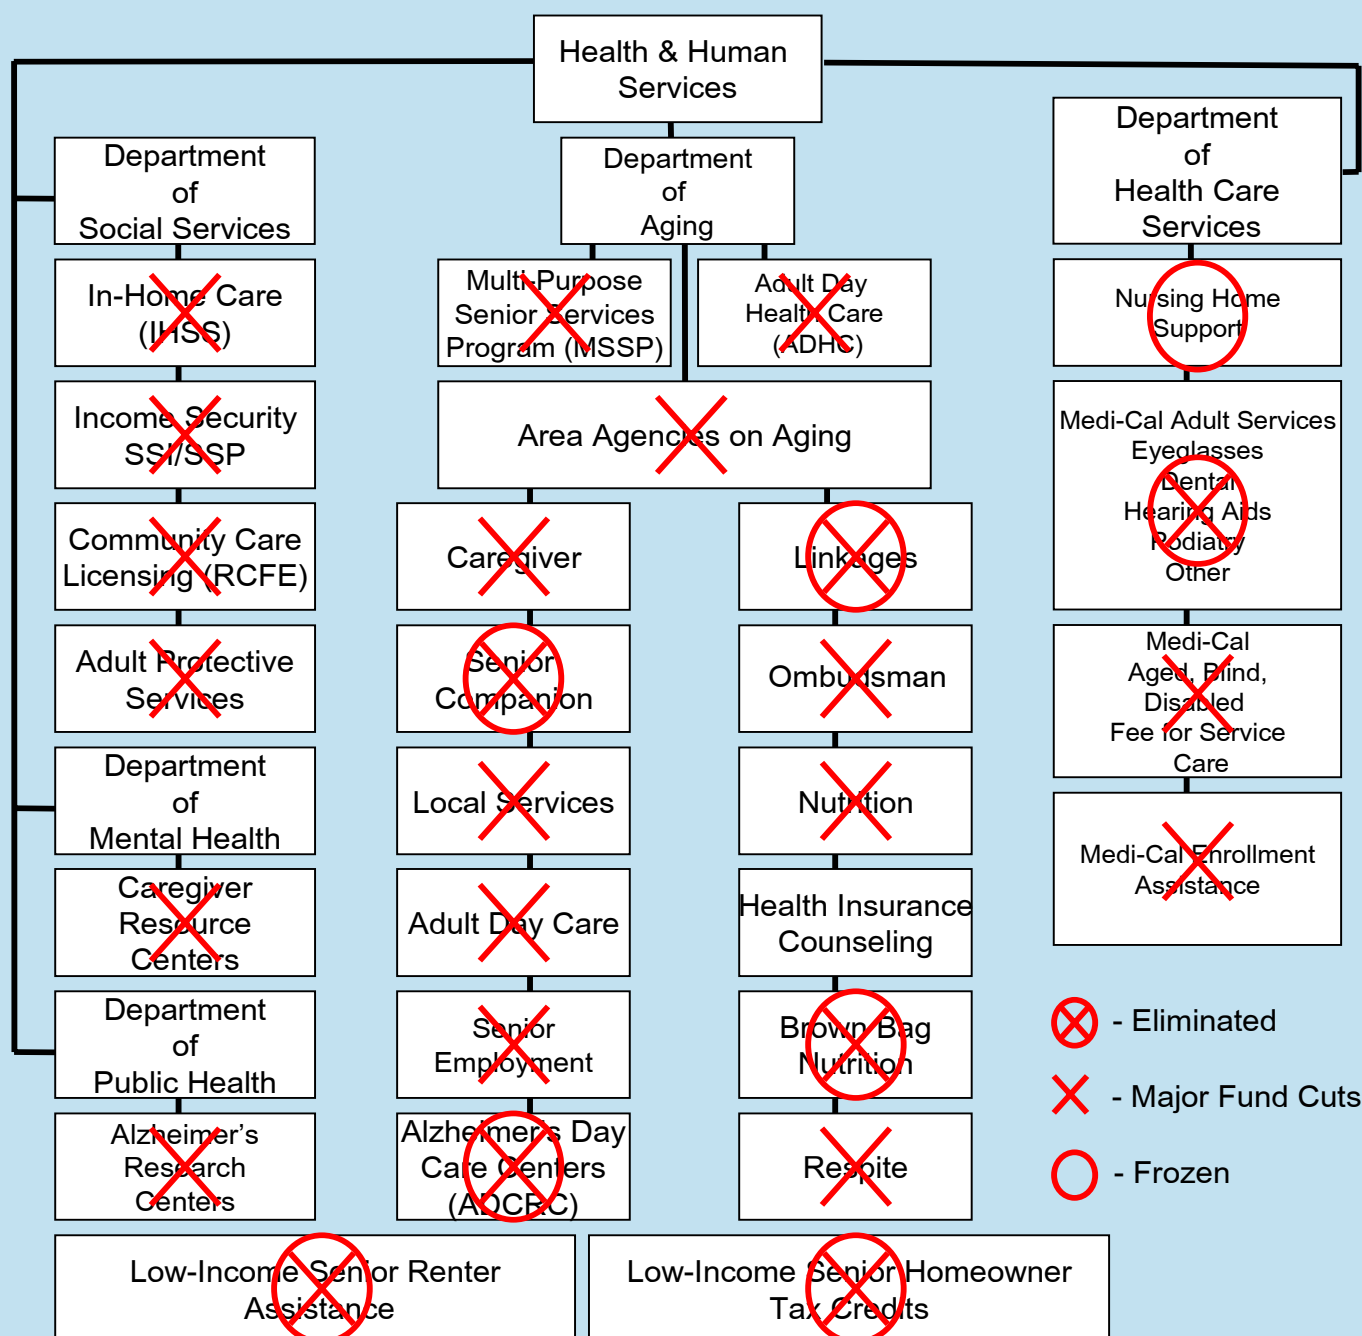 Health & Human
Services
Department
of
Social Services
In-Home Care
(IHSS)
Income Security
SSI/SSP
Community Care
Licensing (RCFE)
Adult Protective
Services
Department
of
Mental Health
Caregiver
Resource
Centers
Department
of
Public Health
Alzheimer’s
Research
Centers
Department
of
Aging
Multi-Purpose
Senior Services
Program (MSSP)
Adult Day
Health Care
(ADHC)
Area Agencies on Aging
Caregiver
Senior
Companion
Local Services
Adult Day Care
Senior
Employment
Alzheimer’s Day
Care Centers
(ADCRC)
Linkages
Ombudsman
Nutrition
Health Insurance
Counseling
Brown Bag
Nutrition
Respite
Department
of
Health Care
Services
Nursing Home
Support
Medi-Cal Adult Services
Eyeglasses
Dental
Hearing Aids
Podiatry
Other
Medi-Cal
Aged, Blind,
Disabled
Fee for Service
Care
Medi-Cal Enrollment
Assistance
- Eliminated
- Major Fund Cuts
- Frozen
Low-Income Senior Renter
Assistance
Low-Income Senior Homeowner
Tax Credits